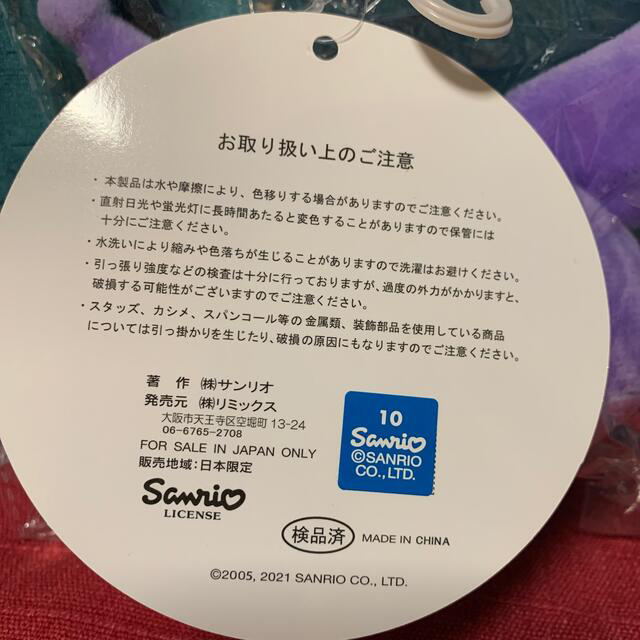 お取り扱い上のご注意
・本製品は水や摩擦により、色移りする場合がありますのでご注意ください。
・直射日光や蛍光灯に長時間あたると変色することがありますので保管には
十分にご注意ください。
・水洗いにより縮みや色落ちが生じることがありますので洗濯はお避けください。
・引っ張り強度などの検査は十分に行っておりますが、過度の外力がかかりますと、
破損する可能性がございますのでご注意ください。
・スタッズ、カシメ、スパンコール等の金属類、装飾部品を使用している商品
については引っ掛かりを生じたり、破損の原因にもなりますのでご注意ください。
著 作 ㈱サンリオ
発売元 ㈱リミックス
大阪市天王寺区空堀町 13-24
06-6765-2708
FOR SALE IN JAPAN ONLY
販売地域:日本限定
Sanrio
LICENSE
10
Sanrio
©SANRIO
CO.,LTD.
検品済 MADE IN CHINA
©2005, 2021 SANRIO CO., LTD.